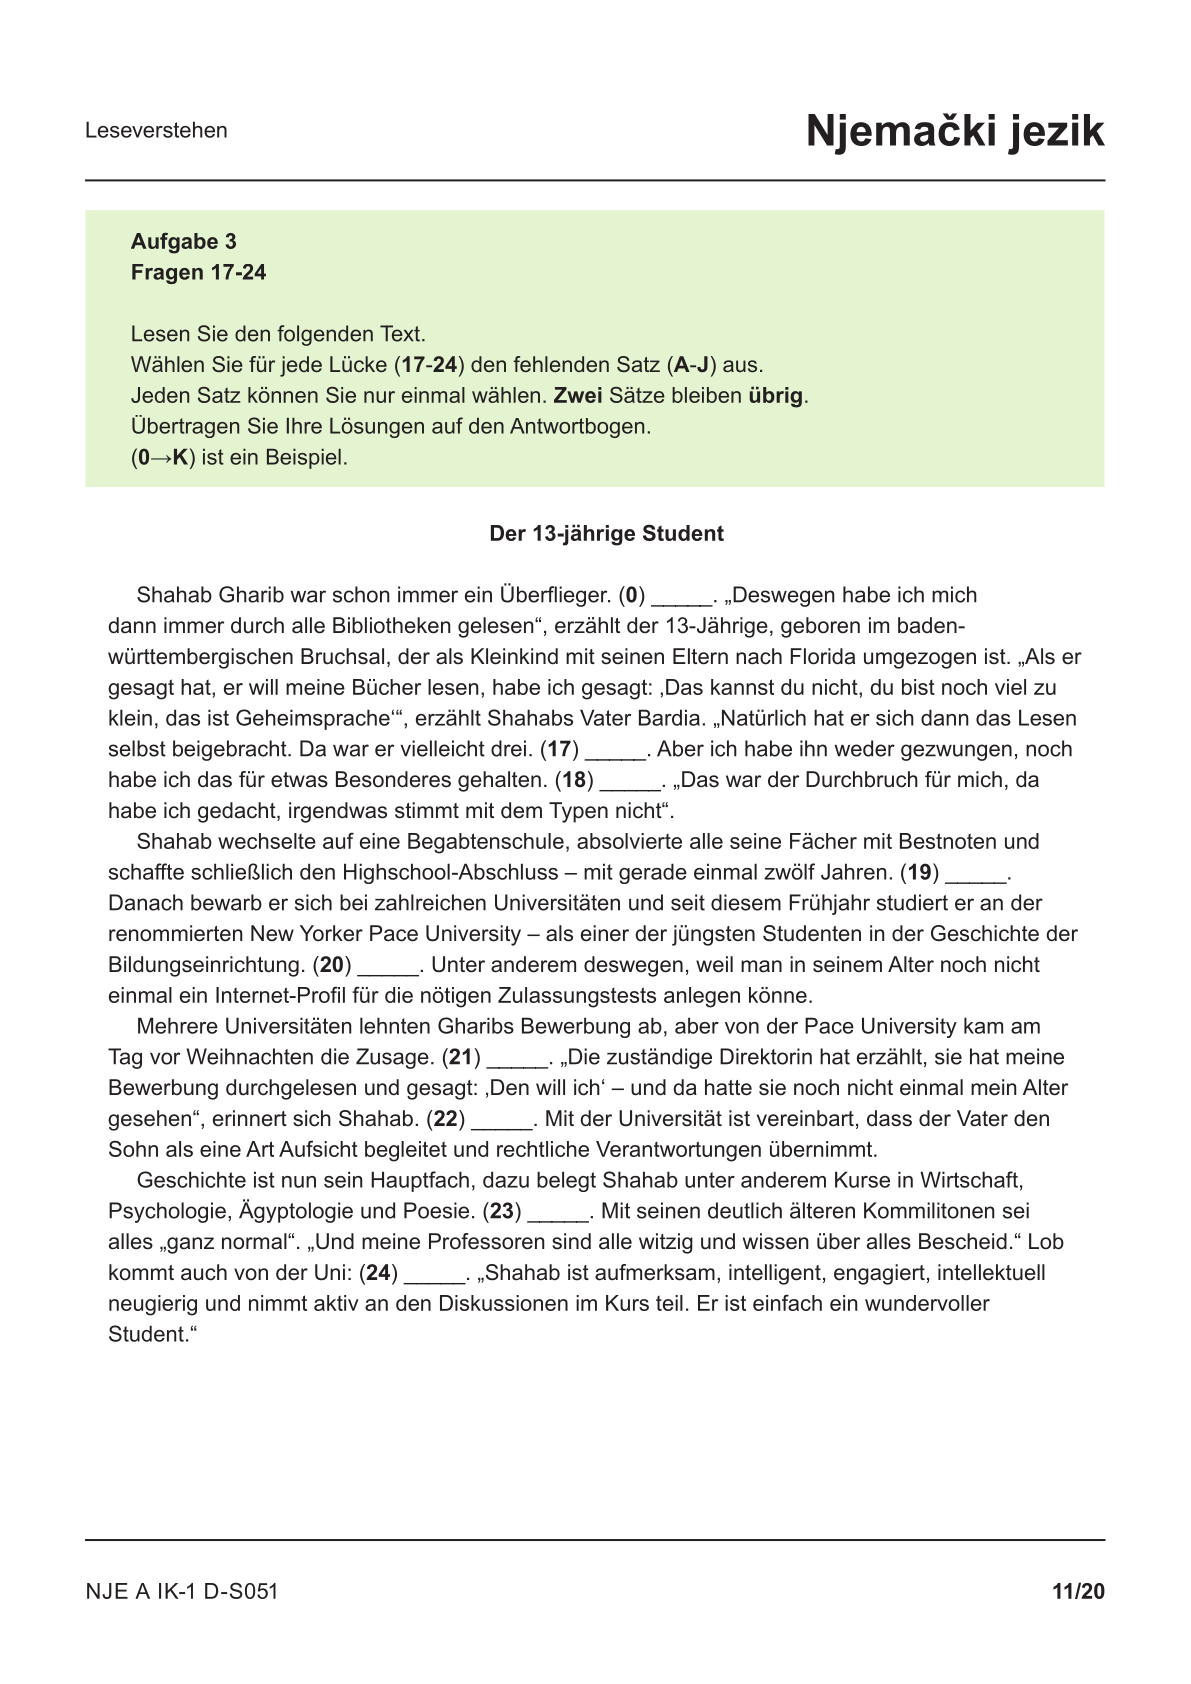 Leseverstehen
Njemački jezik
Aufgabe 3
Fragen 17-24
Lesen Sie den folgenden Text.
Wählen Sie für jede Lücke (17-24) den fehlenden Satz (A-J) aus.
Jeden Satz können Sie nur einmal wählen. Zwei Sätze bleiben übrig.
Übertragen Sie Ihre Lösungen auf den Antwortbogen.
(0→K) ist ein Beispiel.
Der 13-jährige Student
Shahab Gharib war schon immer ein Überflieger. (0) _____. „Deswegen habe ich mich
dann immer durch alle Bibliotheken gelesen“, erzählt der 13-Jährige, geboren im baden-
württembergischen Bruchsal, der als Kleinkind mit seinen Eltern nach Florida umgezogen ist. „Als er
gesagt hat, er will meine Bücher lesen, habe ich gesagt: ‚Das kannst du nicht, du bist noch viel zu
klein, das ist Geheimsprache‘“, erzählt Shahabs Vater Bardia. „Natürlich hat er sich dann das Lesen
selbst beigebracht. Da war er vielleicht drei. (17) _____. Aber ich habe ihn weder gezwungen, noch
habe ich das für etwas Besonderes gehalten. (18) _____. „Das war der Durchbruch für mich, da
habe ich gedacht, irgendwas stimmt mit dem Typen nicht“.
Shahab wechselte auf eine Begabtenschule, absolvierte alle seine Fächer mit Bestnoten und
schaffte schließlich den Highschool-Abschluss – mit gerade einmal zwölf Jahren. (19) _____.
Danach bewarb er sich bei zahlreichen Universitäten und seit diesem Frühjahr studiert er an der
renommierten New Yorker Pace University – als einer der jüngsten Studenten in der Geschichte der
Bildungseinrichtung. (20) _____. Unter anderem deswegen, weil man in seinem Alter noch nicht
einmal ein Internet-Profil für die nötigen Zulassungstests anlegen könne.
Mehrere Universitäten lehnten Gharibs Bewerbung ab, aber von der Pace University kam am
Tag vor Weihnachten die Zusage. (21) _____. „Die zuständige Direktorin hat erzählt, sie hat meine
Bewerbung durchgelesen und gesagt: ‚Den will ich‘ – und da hatte sie noch nicht einmal mein Alter
gesehen“, erinnert sich Shahab. (22) _____. Mit der Universität ist vereinbart, dass der Vater den
Sohn als eine Art Aufsicht begleitet und rechtliche Verantwortungen übernimmt.
Geschichte ist nun sein Hauptfach, dazu belegt Shahab unter anderem Kurse in Wirtschaft,
Psychologie, Ägyptologie und Poesie. (23) _____. Mit seinen deutlich älteren Kommilitonen sei
alles „ganz normal“. „Und meine Professoren sind alle witzig und wissen über alles Bescheid.“ Lob
kommt auch von der Uni: (24) _____. „Shahab ist aufmerksam, intelligent, engagiert, intellektuell
neugierig und nimmt aktiv an den Diskussionen im Kurs teil. Er ist einfach ein wundervoller
Student.“
NJE A IK-1 D-S051
11/20